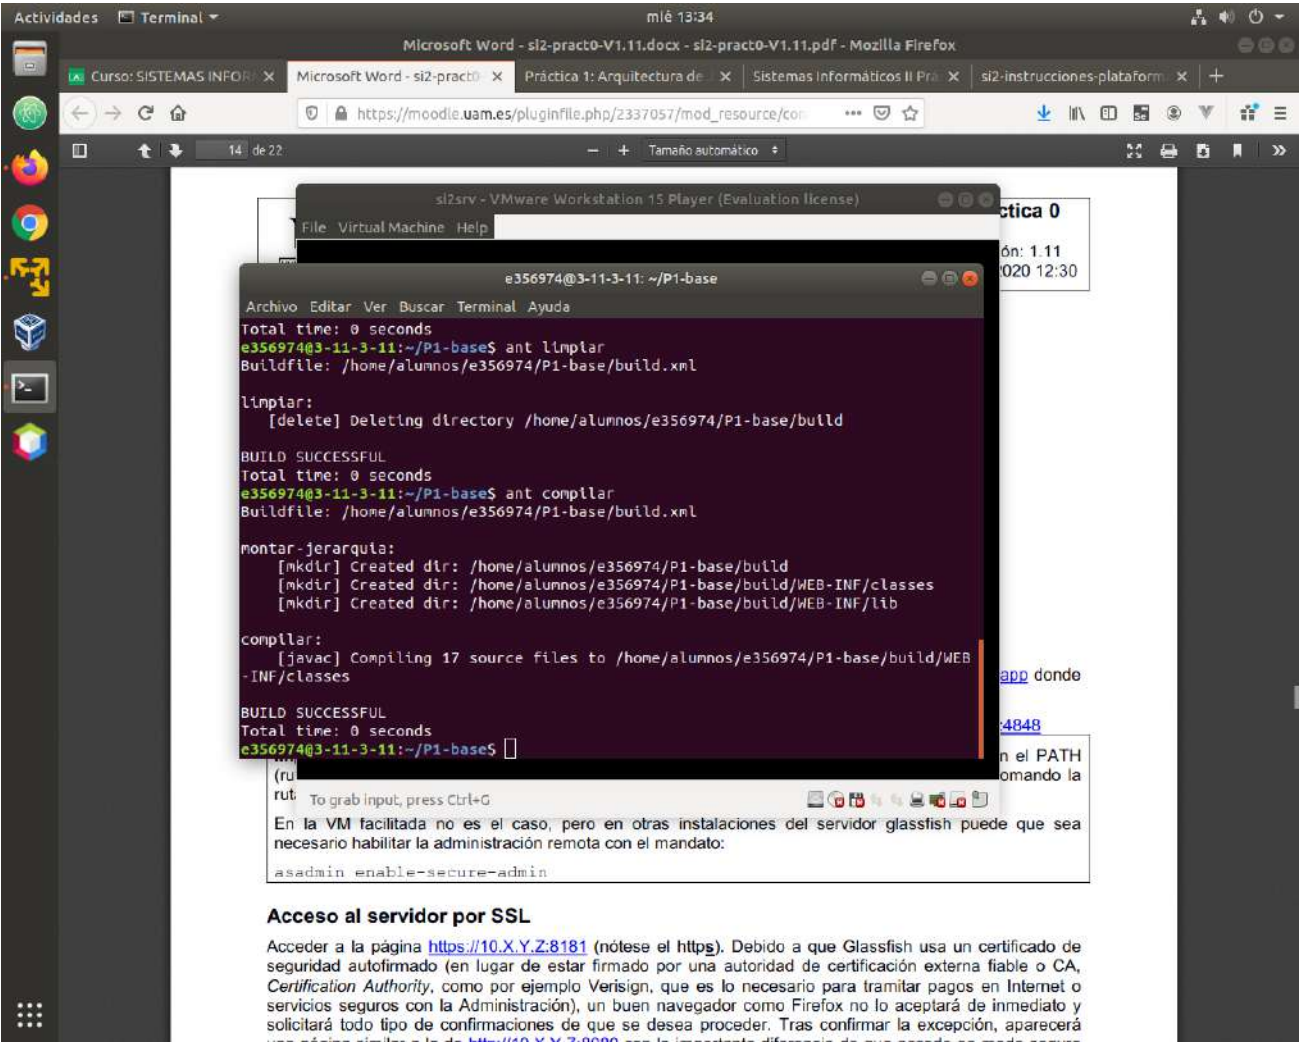 Actividades Terminal mié 13:34
Microsoft Word - si2-pract0-V1.11.docx - si2-pract0-V1.11.pdf - Mozilla Firefox
Curso: SISTEMAS INFOR Microsoft Word - si2-pract0 Práctica 1: Arquitectura de Sistemas Informáticos II Prá si2-instrucciones-plataform
https://moodle.uam.es/pluginfile.php/2337057/mod_resource/con
14 de 22 Tamaño automático
si2srv - VMware Workstation 15 Player (Evaluation license)
ctica 0
File Virtual Machine Help
ón: 1.11
2020 12:30
e356974@3-11-3-11: ~/P1-base
Archivo Editar Ver Buscar Terminal Ayuda
Total time: 0 seconds
e356974@3-11-3-11:~/P1-base$ ant limpiar
Buildfile: /home/alumnos/e356974/P1-base/build.xml
limpiar:
[delete] Deleting directory /home/alumnos/e356974/P1-base/build
BUILD SUCCESSFUL
Total time: 0 seconds
e356974@3-11-3-11:~/P1-base$ ant compilar
Buildfile: /home/alumnos/e356974/P1-base/build.xml
montar-jerarquia:
[mkdir] Created dir: /home/alumnos/e356974/P1-base/build
[mkdir] Created dir: /home/alumnos/e356974/P1-base/build/WEB-INF/classes
[mkdir] Created dir: /home/alumnos/e356974/P1-base/build/WEB-INF/lib
compilar:
[javac] Compiling 17 source files to /home/alumnos/e356974/P1-base/build/WEB
-INF/classes
app donde
BUILD SUCCESSFUL
Total time: 0 seconds
:4848
e356974@3-11-3-11:~/P1-base$
n el PATH
(ru
omando la
rut
To grab input, press Ctrl+G
En la VM facilitada no es el caso, pero en otras instalaciones del servidor glassfish puede que sea
necesario habilitar la administración remota con el mandato:
asadmin enable-secure-admin
Acceso al servidor por SSL
Acceder a la página https://10.X.Y.Z:8181 (nótese el https). Debido a que Glassfish usa un certificado de
seguridad autofirmado (en lugar de estar firmado por una autoridad de certificación externa fiable o CA,
Certification Authority, como por ejemplo Verisign, que es lo necesario para tramitar pagos en Internet o
servicios seguros con la Administración), un buen navegador como Firefox no lo aceptará de inmediato y
solicitará todo tipo de confirmaciones de que se desea proceder. Tras confirmar la excepción, aparecerá